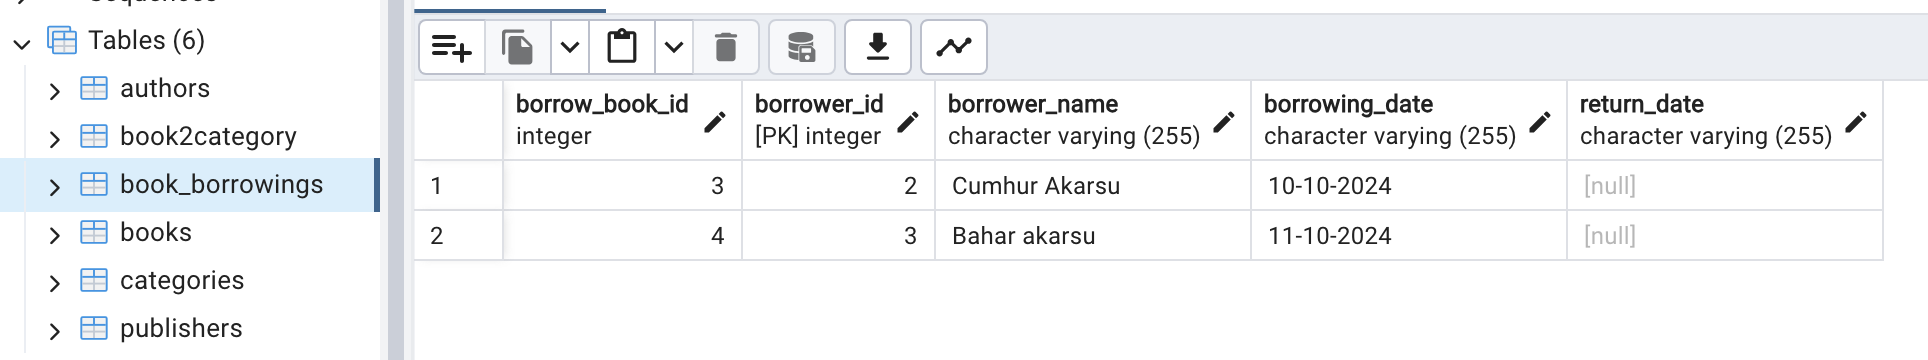 Sequences
Tables (6)
authors
book2category
book_borrowings
books
categories
publishers
borrow_book_id borrower_id borrower_name borrowing_date return_date
integer [PK] integer character varying (255) character varying (255) character varying (255)
1 3 2 Cumhur Akarsu 10-10-2024 [null]
2 4 3 Bahar akarsu 11-10-2024 [null]